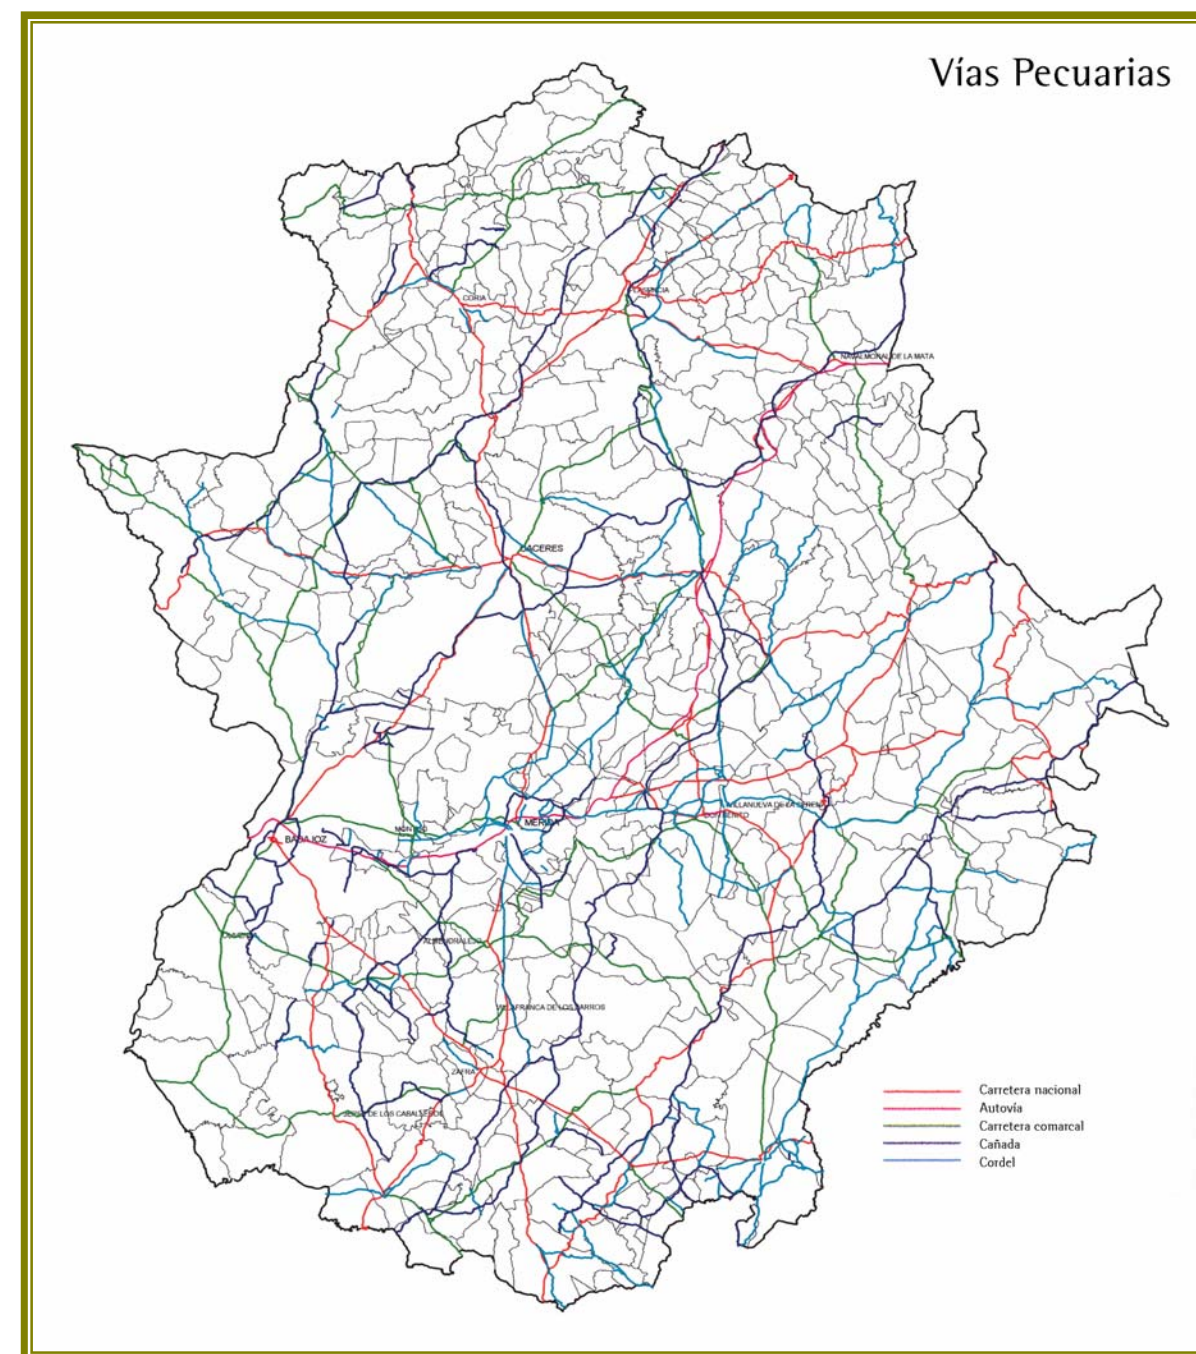 Vías Pecuarias
CORIA
PLASENCIA
NAVALMORAL DE LA MATA
CACERES
VILLANUEVA DE LA SERENA
DON BENITO
MERIDA
MONTIJO
BADAJOZ
OLIVENZA
ALMENDRALEJO
VILLAFRANCA DE LOS BARROS
ZAFRA
JEREZ DE LOS CABALLEROS
Carretera nacional
Autovía
Carretera comarcal
Cañada
Cordel